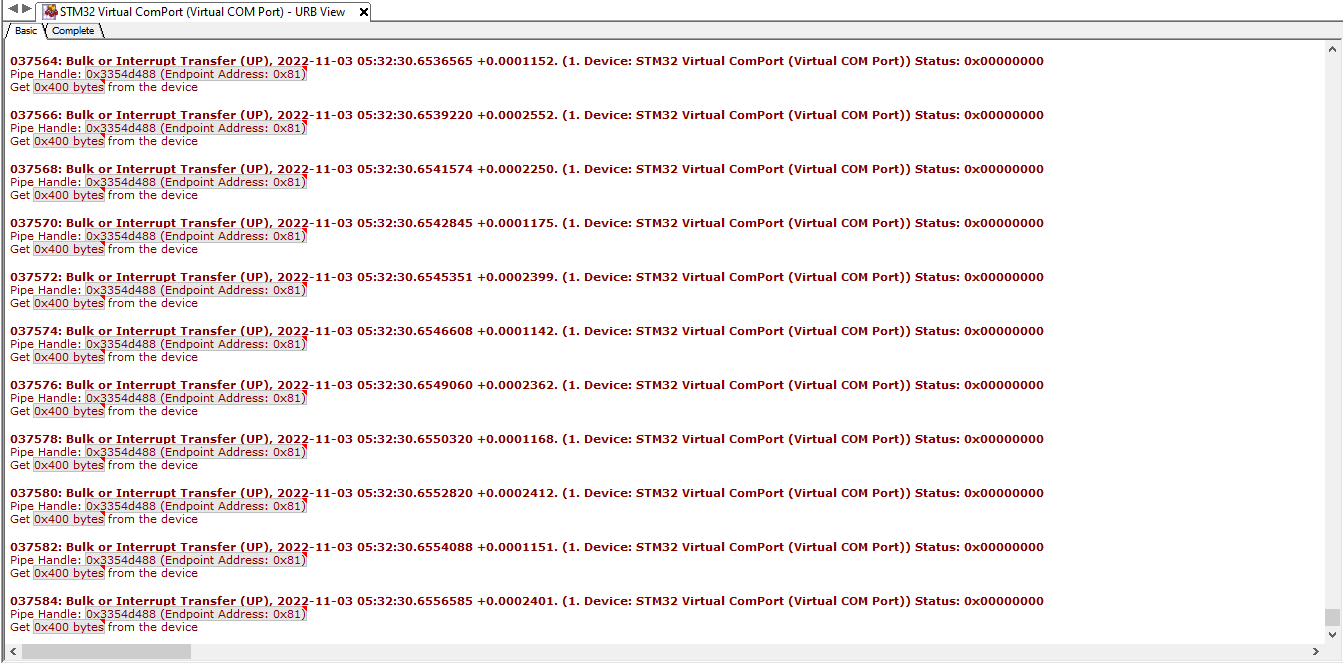 STM32 Virtual ComPort (Virtual COM Port) - URB View
Basic Complete
037564: Bulk or Interrupt Transfer (UP), 2022-11-03 05:32:30.6536565 +0.0001152. (1. Device: STM32 Virtual ComPort (Virtual COM Port)) Status: 0x00000000
Pipe Handle: 0x3354d488 (Endpoint Address: 0x81)
Get 0x400 bytes from the device
037566: Bulk or Interrupt Transfer (UP), 2022-11-03 05:32:30.6539220 +0.0002552. (1. Device: STM32 Virtual ComPort (Virtual COM Port)) Status: 0x00000000
Pipe Handle: 0x3354d488 (Endpoint Address: 0x81)
Get 0x400 bytes from the device
037568: Bulk or Interrupt Transfer (UP), 2022-11-03 05:32:30.6541574 +0.0002250. (1. Device: STM32 Virtual ComPort (Virtual COM Port)) Status: 0x00000000
Pipe Handle: 0x3354d488 (Endpoint Address: 0x81)
Get 0x400 bytes from the device
037570: Bulk or Interrupt Transfer (UP), 2022-11-03 05:32:30.6542845 +0.0001175. (1. Device: STM32 Virtual ComPort (Virtual COM Port)) Status: 0x00000000
Pipe Handle: 0x3354d488 (Endpoint Address: 0x81)
Get 0x400 bytes from the device
037572: Bulk or Interrupt Transfer (UP), 2022-11-03 05:32:30.6545351 +0.0002399. (1. Device: STM32 Virtual ComPort (Virtual COM Port)) Status: 0x00000000
Pipe Handle: 0x3354d488 (Endpoint Address: 0x81)
Get 0x400 bytes from the device
037574: Bulk or Interrupt Transfer (UP), 2022-11-03 05:32:30.6546608 +0.0001142. (1. Device: STM32 Virtual ComPort (Virtual COM Port)) Status: 0x00000000
Pipe Handle: 0x3354d488 (Endpoint Address: 0x81)
Get 0x400 bytes from the device
037576: Bulk or Interrupt Transfer (UP), 2022-11-03 05:32:30.6549060 +0.0002362. (1. Device: STM32 Virtual ComPort (Virtual COM Port)) Status: 0x00000000
Pipe Handle: 0x3354d488 (Endpoint Address: 0x81)
Get 0x400 bytes from the device
037578: Bulk or Interrupt Transfer (UP), 2022-11-03 05:32:30.6550320 +0.0001168. (1. Device: STM32 Virtual ComPort (Virtual COM Port)) Status: 0x00000000
Pipe Handle: 0x3354d488 (Endpoint Address: 0x81)
Get 0x400 bytes from the device
037580: Bulk or Interrupt Transfer (UP), 2022-11-03 05:32:30.6552820 +0.0002412. (1. Device: STM32 Virtual ComPort (Virtual COM Port)) Status: 0x00000000
Pipe Handle: 0x3354d488 (Endpoint Address: 0x81)
Get 0x400 bytes from the device
037582: Bulk or Interrupt Transfer (UP), 2022-11-03 05:32:30.6554088 +0.0001151. (1. Device: STM32 Virtual ComPort (Virtual COM Port)) Status: 0x00000000
Pipe Handle: 0x3354d488 (Endpoint Address: 0x81)
Get 0x400 bytes from the device
037584: Bulk or Interrupt Transfer (UP), 2022-11-03 05:32:30.6556585 +0.0002401. (1. Device: STM32 Virtual ComPort (Virtual COM Port)) Status: 0x00000000
Pipe Handle: 0x3354d488 (Endpoint Address: 0x81)
Get 0x400 bytes from the device